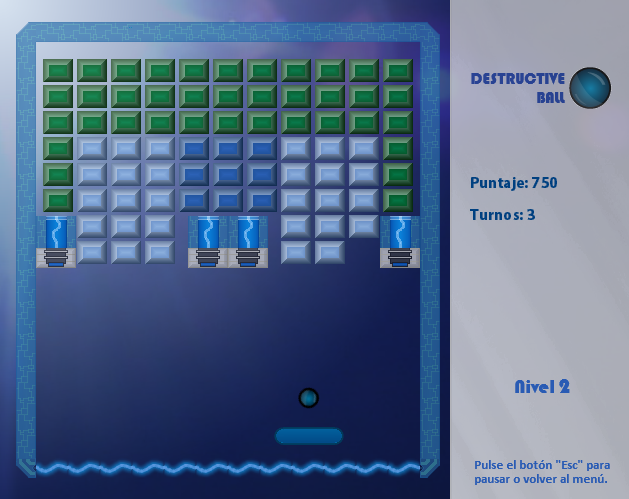 DESTRUCTIVE
BALL
Puntaje: 750
Turnos: 3
Nivel 2
Pulse el botón "Esc" para
pausar o volver al menú.